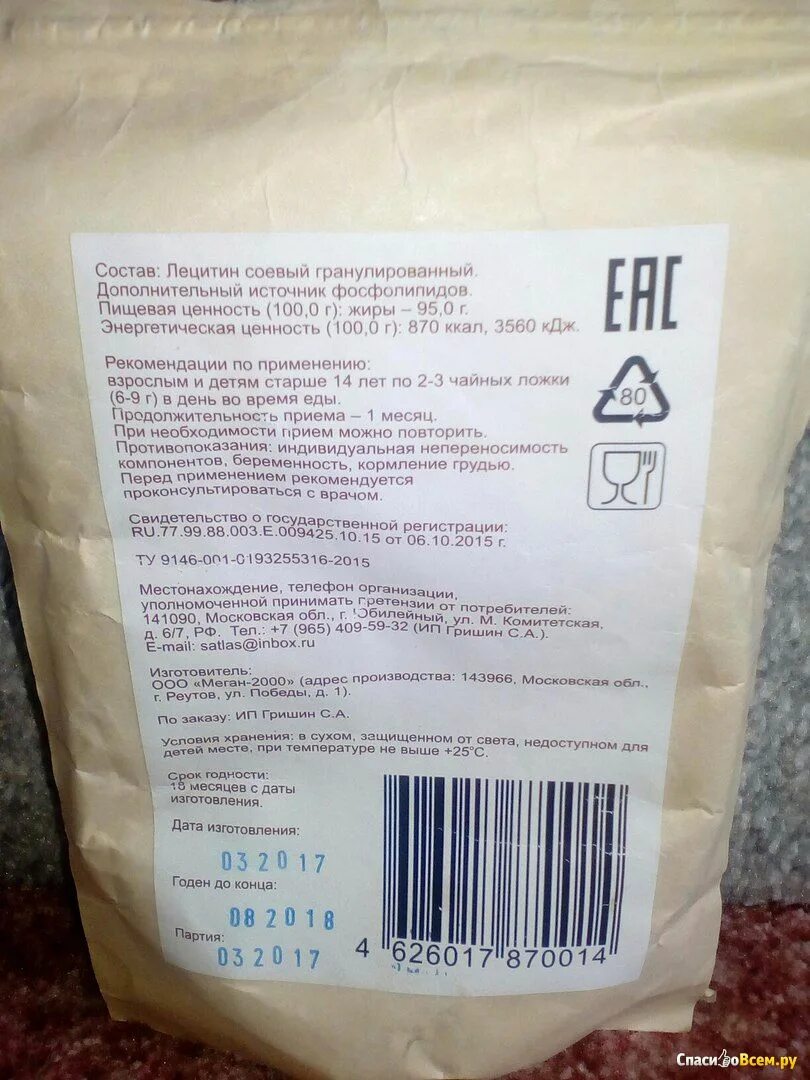 Состав: Лецитин соевый гранулированный.
Дополнительный источник фосфолипидов.
Пищевая ценность (100,0 г): жиры – 95,0 г.
Энергетическая ценность (100,0 г): 870 ккал, 3560 кДж.
EAC
Рекомендации по применению:
взрослым и детям старше 14 лет по 2-3 чайных ложки
(6-9 г) в день во время еды.
Продолжительность приема – 1 месяц.
При необходимости прием можно повторить.
Противопоказания: индивидуальная непереносимость
компонентов, беременность, кормление грудью.
Перед применением рекомендуется
проконсультироваться с врачом.
80
Свидетельство о государственной регистрации:
RU.77.99.88.003.Е.009425.10.15 от 06.10.2015 г.
ТУ 9146-001-0193255316-2015
Местонахождение, телефон организации,
уполномоченной принимать претензии от потребителей:
141090, Московская обл., г. Юбилейный, ул. М. Комитетская,
д. 6/7, РФ. Тел.: +7 (965) 409-59-32 (ИП Гришин С.А.).
E-mail: satlas@inbox.ru
Изготовитель:
ООО «Меган-2000» (адрес производства: 143966, Московская обл.,
г. Реутов, ул. Победы, д. 1).
По заказу: ИП Гришин С.А.
Условия хранения: в сухом, защищенном от света, недоступном для
детей месте, при температуре не выше +25°С.
Срок годности:
18 месяцев с даты
изготовления.
Дата изготовления:
03 2017
Годен до конца:
08 2018
Партия:
03 2017
4 626017 870014
СпасибоВсем.ру